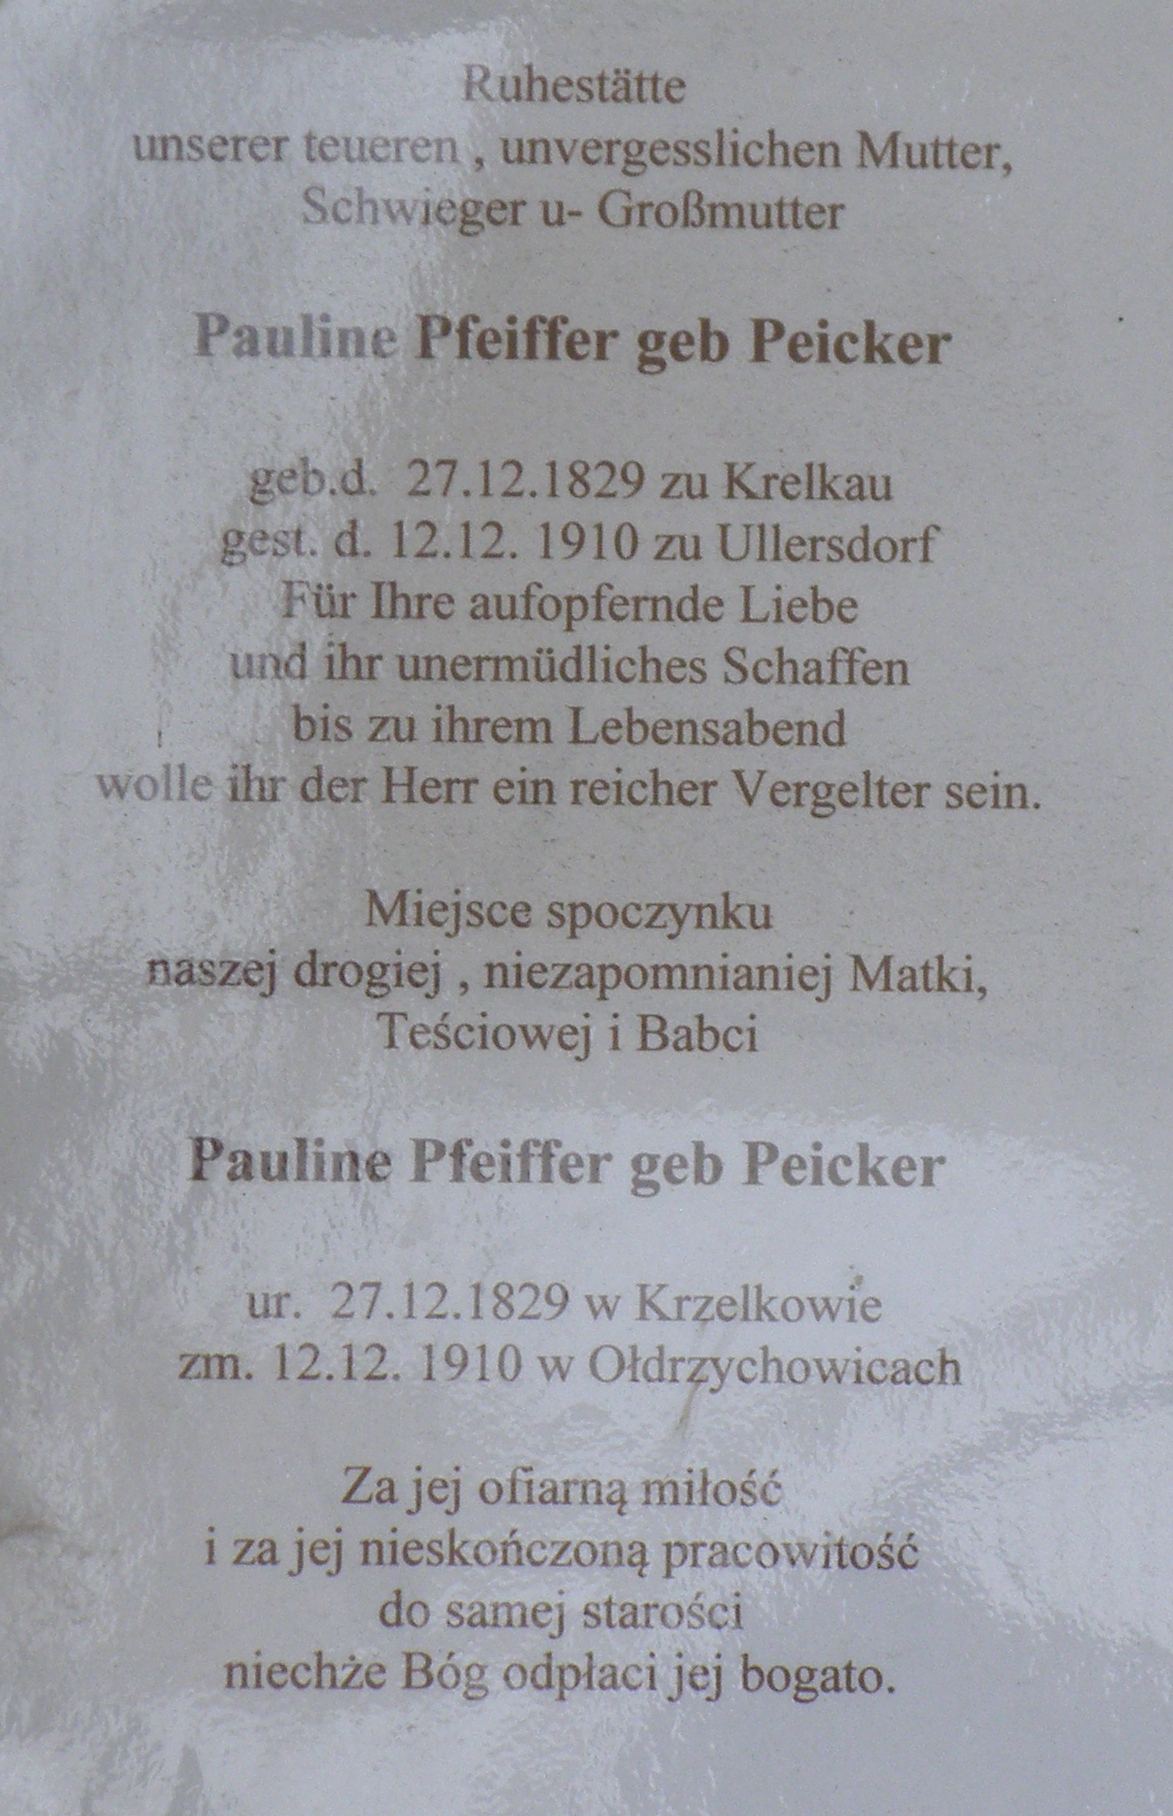 Ruhestätte
unserer teueren , unvergesslichen Mutter,
Schwieger u- Großmutter
Pauline Pfeiffer geb Peicker
geb.d. 27.12.1829 zu Krelkau
gest. d. 12.12. 1910 zu Ullersdorf
Für Ihre aufopfernde Liebe
und ihr unermüdliches Schaffen
bis zu ihrem Lebensabend
wolle ihr der Herr ein reicher Vergelter sein.
Miejsce spoczynku
naszej drogiej , niezapomnianiej Matki,
Teściowej i Babci
Pauline Pfeiffer geb Peicker
ur. 27.12.1829 w Krzelkowie
zm. 12.12. 1910 w Ołdrzychowicach
Za jej ofiarną miłość
i za jej nieskończoną pracowitość
do samej starości
niechże Bóg odpłaci jej bogato.